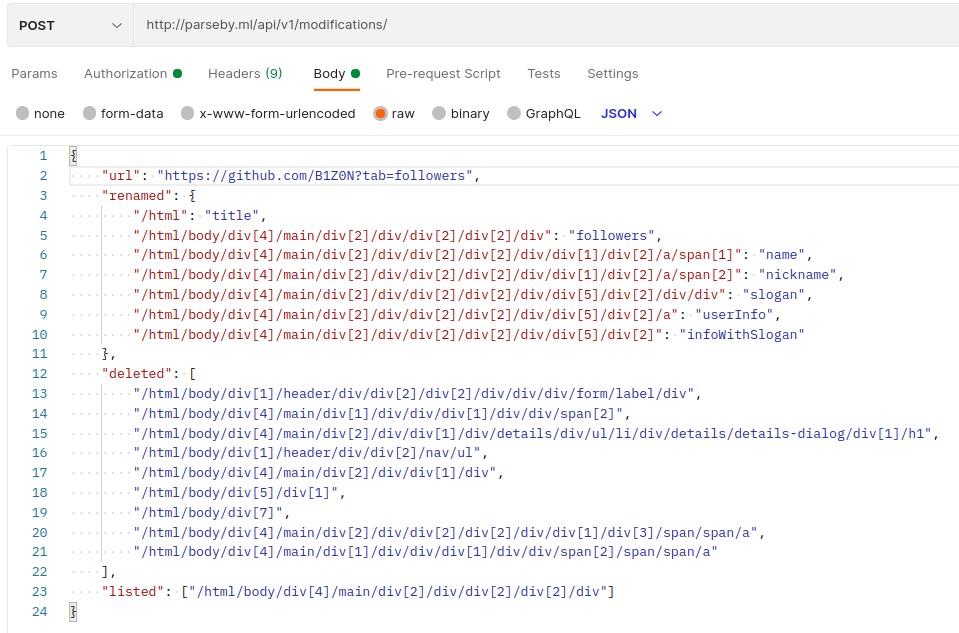 POST http://parseby.ml/api/v1/modifications/
Params Authorization Headers (9) Body Pre-request Script Tests Settings
none form-data x-www-form-urlencoded raw binary GraphQL JSON
1 {
2 "url": "https://github.com/B1Z0N?tab=followers",
3 "renamed": {
4 "/html": "title",
5 "/html/body/div[4]/main/div[2]/div/div[2]/div[2]/div": "followers",
6 "/html/body/div[4]/main/div[2]/div/div[2]/div[2]/div/div[1]/div[2]/a/span[1]": "name",
7 "/html/body/div[4]/main/div[2]/div/div[2]/div[2]/div/div[1]/div[2]/a/span[2]": "nickname",
8 "/html/body/div[4]/main/div[2]/div/div[2]/div[2]/div/div[5]/div[2]/div/div": "slogan",
9 "/html/body/div[4]/main/div[2]/div/div[2]/div[2]/div/div[5]/div[2]/a": "userInfo",
10 "/html/body/div[4]/main/div[2]/div/div[2]/div[2]/div/div[5]/div[2]": "infoWithSlogan"
11 },
12 "deleted": [
13 "/html/body/div[1]/header/div/div[2]/div[2]/div/div/div/form/label/div",
14 "/html/body/div[4]/main/div[1]/div/div/div[1]/div/div/span[2]",
15 "/html/body/div[4]/main/div[2]/div/div[1]/div/details/div/ul/li/div/details/details-dialog/div[1]/h1",
16 "/html/body/div[1]/header/div/div[2]/nav/ul",
17 "/html/body/div[4]/main/div[2]/div/div[1]/div",
18 "/html/body/div[5]/div[1]",
19 "/html/body/div[7]",
20 "/html/body/div[4]/main/div[2]/div/div[2]/div[2]/div/div[1]/div[3]/span/span/a",
21 "/html/body/div[4]/main/div[1]/div/div/div[1]/div/div/span[2]/span/span/a"
22 ],
23 "listed": ["/html/body/div[4]/main/div[2]/div/div[2]/div[2]/div"]
24 }